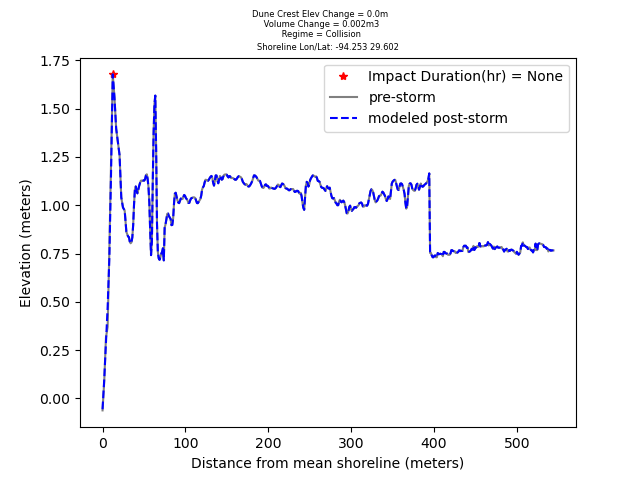 Dune Crest Elev Change = 0.0m
Volume Change = 0.002m3
Regime = Collision
Shoreline Lon/Lat: -94.253 29.602
Impact Duration(hr) = None
pre-storm
modeled post-storm
Elevation (meters)
1.75
1.50
1.25
1.00
0.75
0.50
0.25
0.00
0 100 200 300 400 500
Distance from mean shoreline (meters)